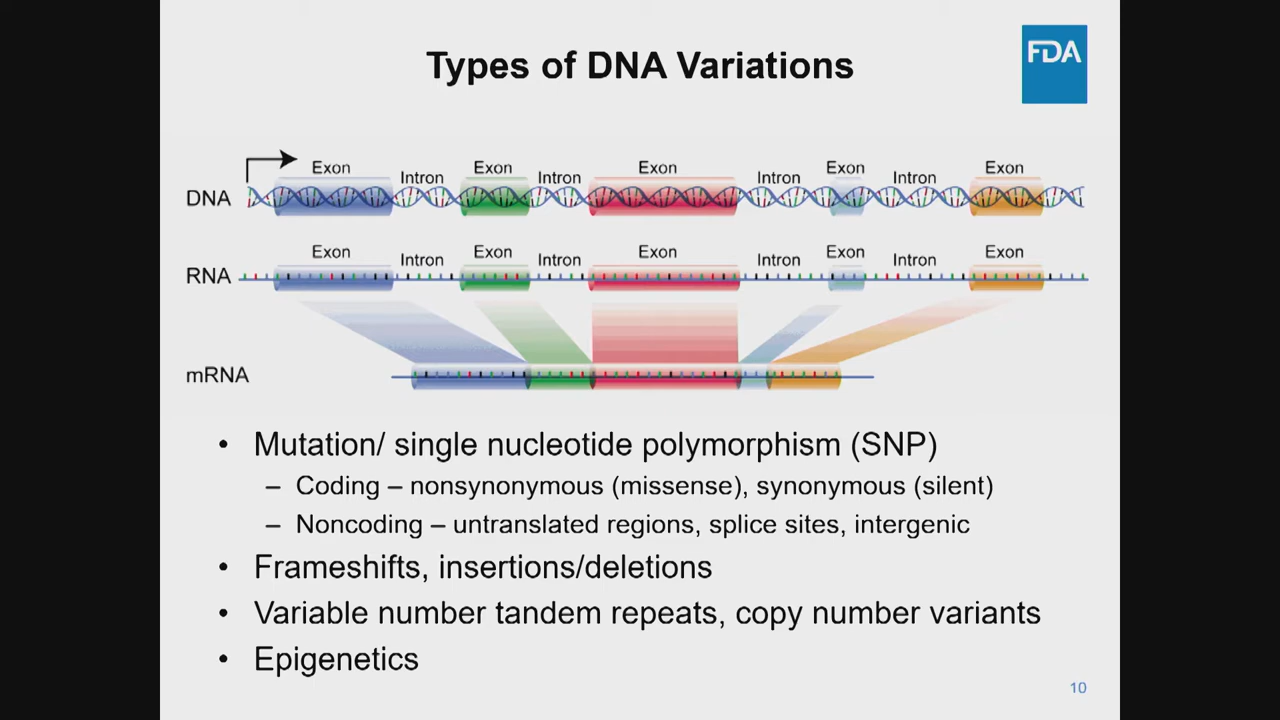 Types of DNA Variations
FDA
Exon Intron Exon Intron Exon Intron Exon Intron Exon
DNA
Exon Intron Exon Intron Exon Intron Exon Intron Exon
RNA
mRNA
• Mutation/ single nucleotide polymorphism (SNP)
– Coding – nonsynonymous (missense), synonymous (silent)
– Noncoding – untranslated regions, splice sites, intergenic
• Frameshifts, insertions/deletions
• Variable number tandem repeats, copy number variants
• Epigenetics
10